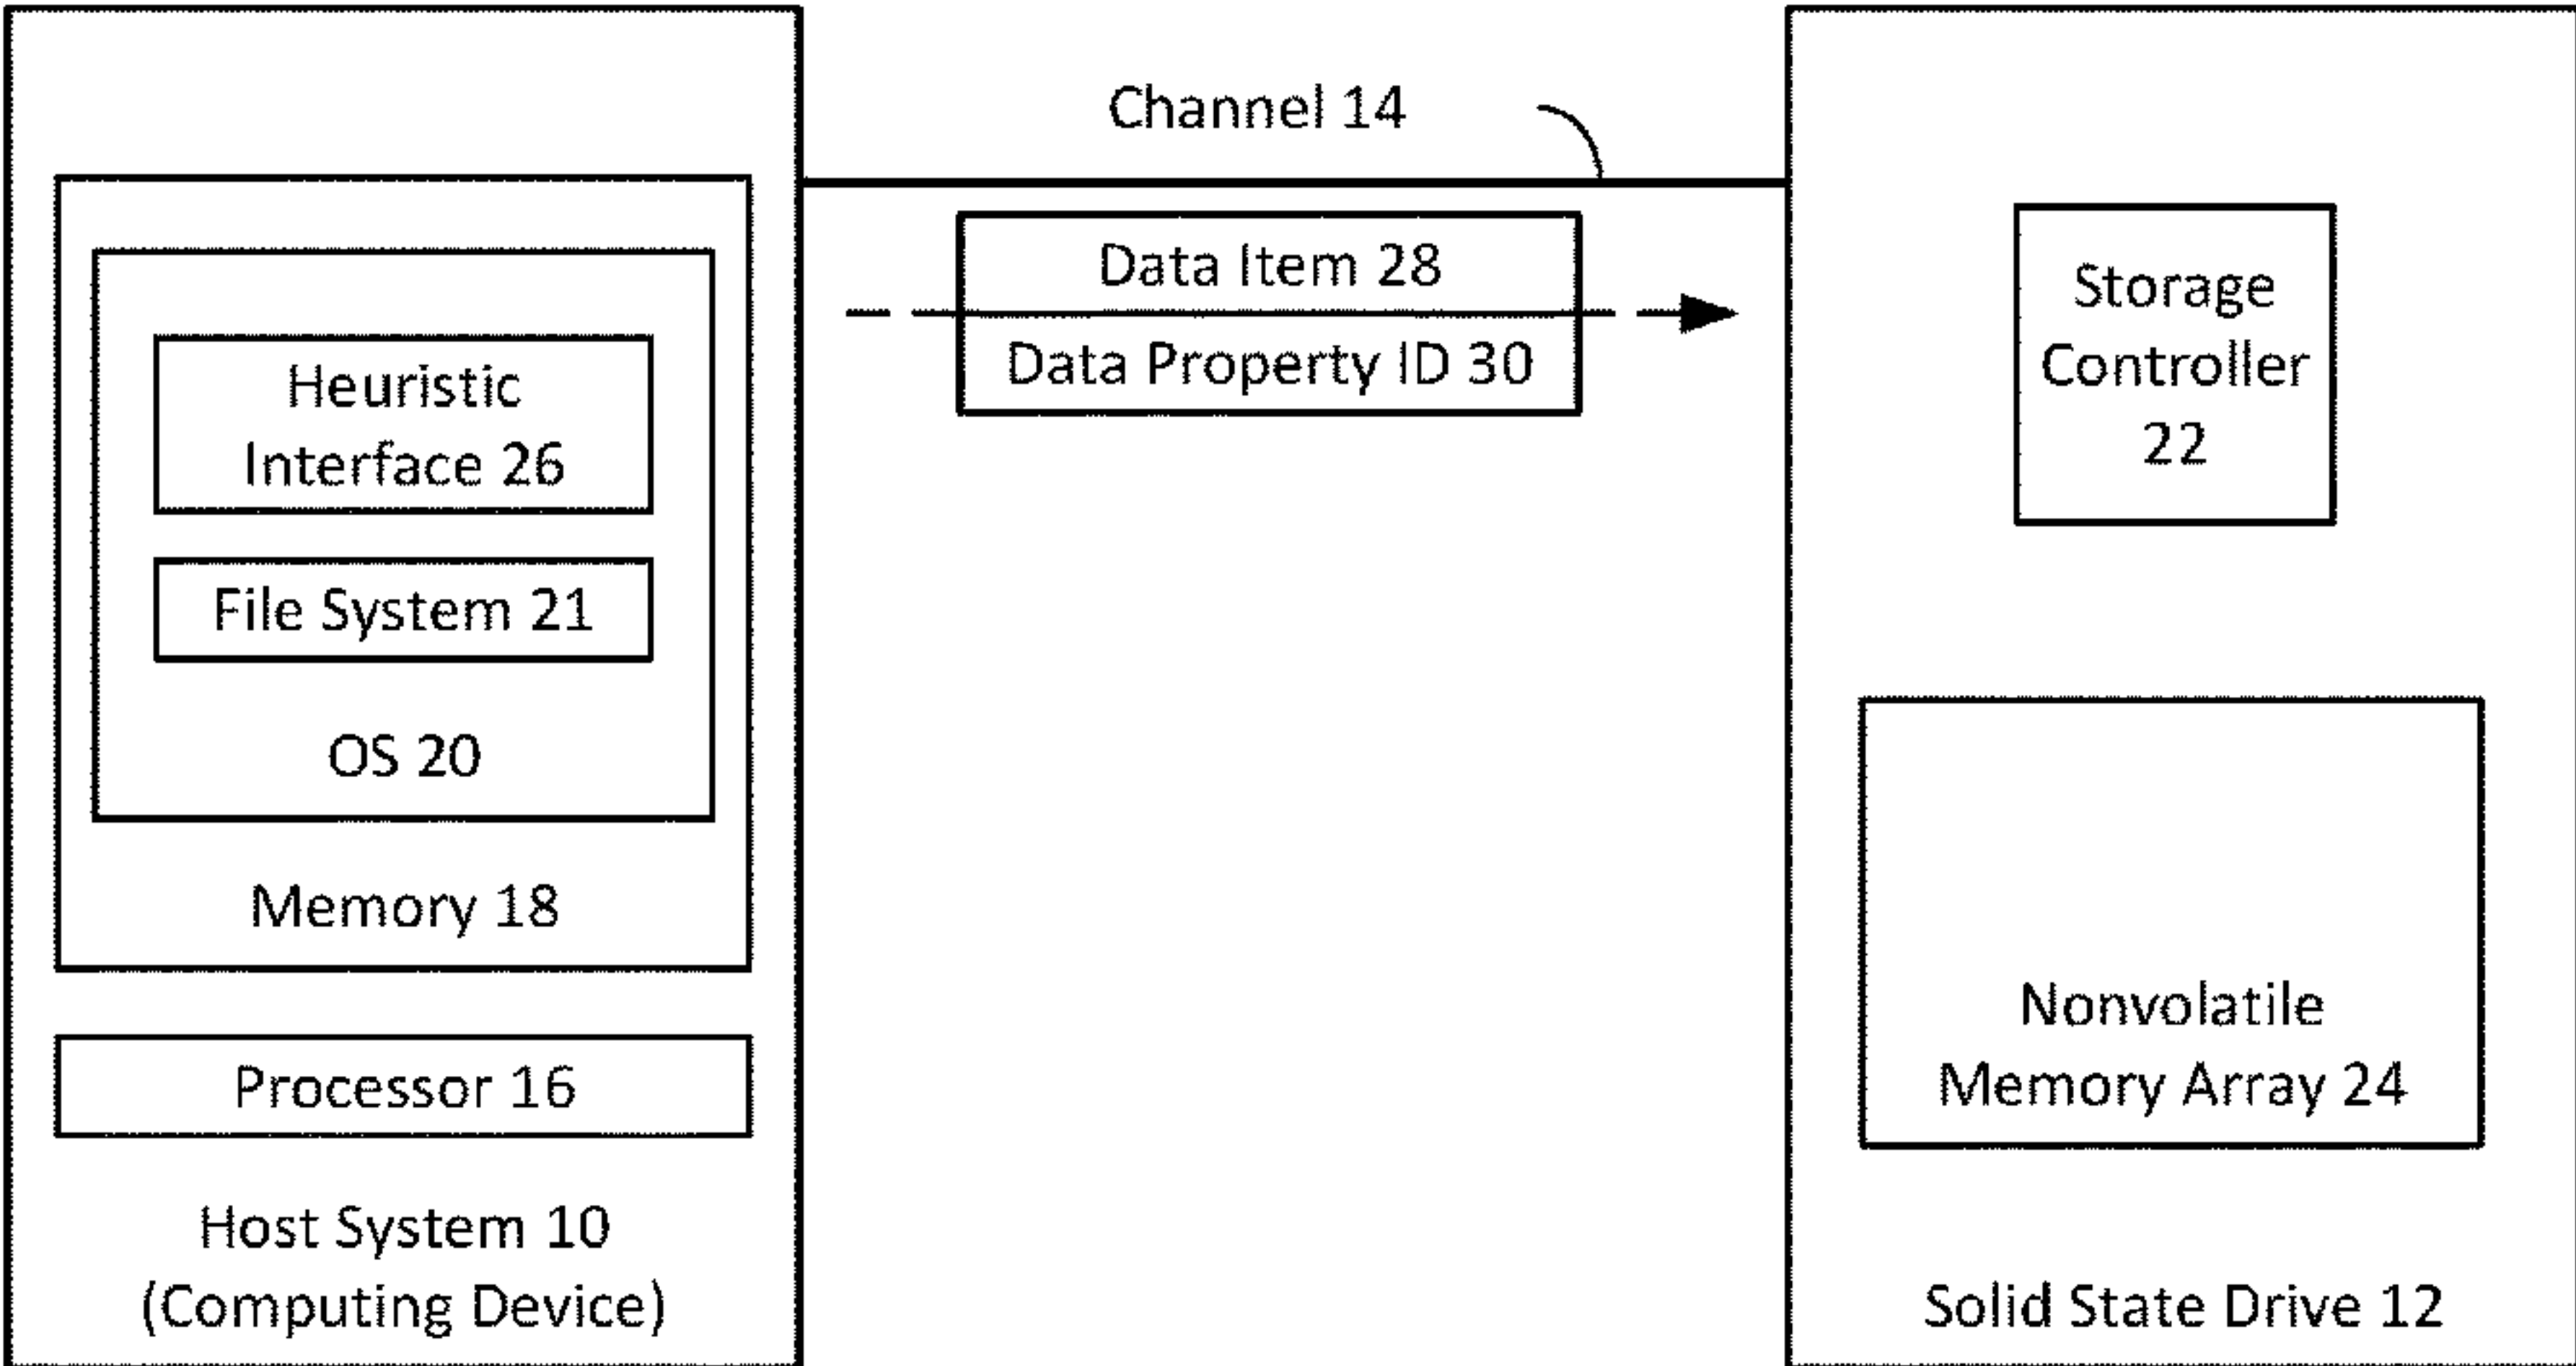 Channel 14
Heuristic
Interface 26
File System 21
OS 20
Memory 18
Processor 16
Host System 10
(Computing Device)
Data Item 28
Data Property ID 30
Storage
Controller
22
Nonvolatile
Memory Array 24
Solid State Drive 12